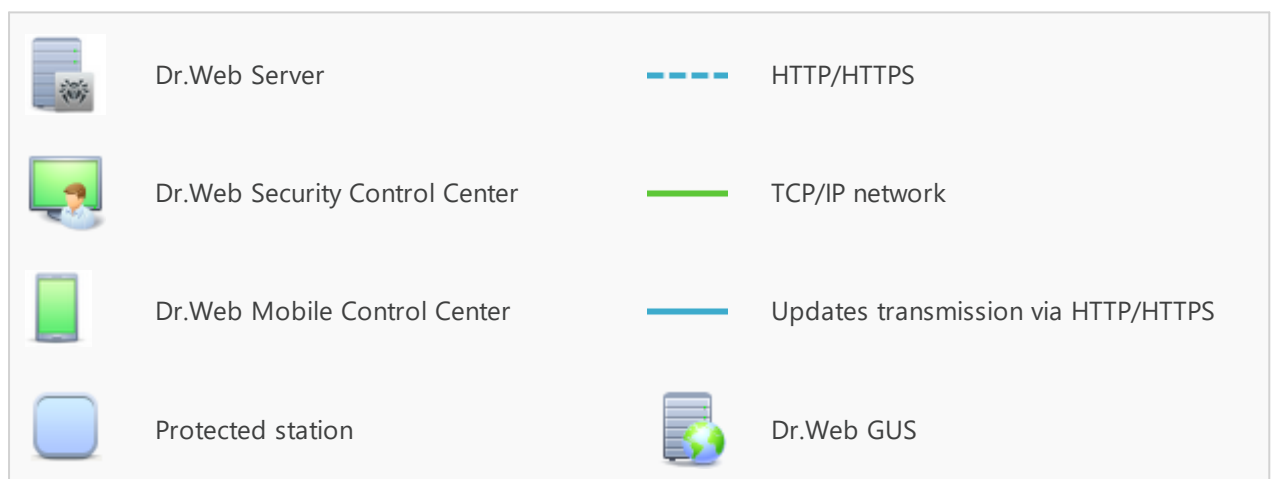 Dr.Web Server
HTTP/HTTPS
Dr.Web Security Control Center
TCP/IP network
Dr.Web Mobile Control Center
Updates transmission via HTTP/HTTPS
Protected station
Dr.Web GUS